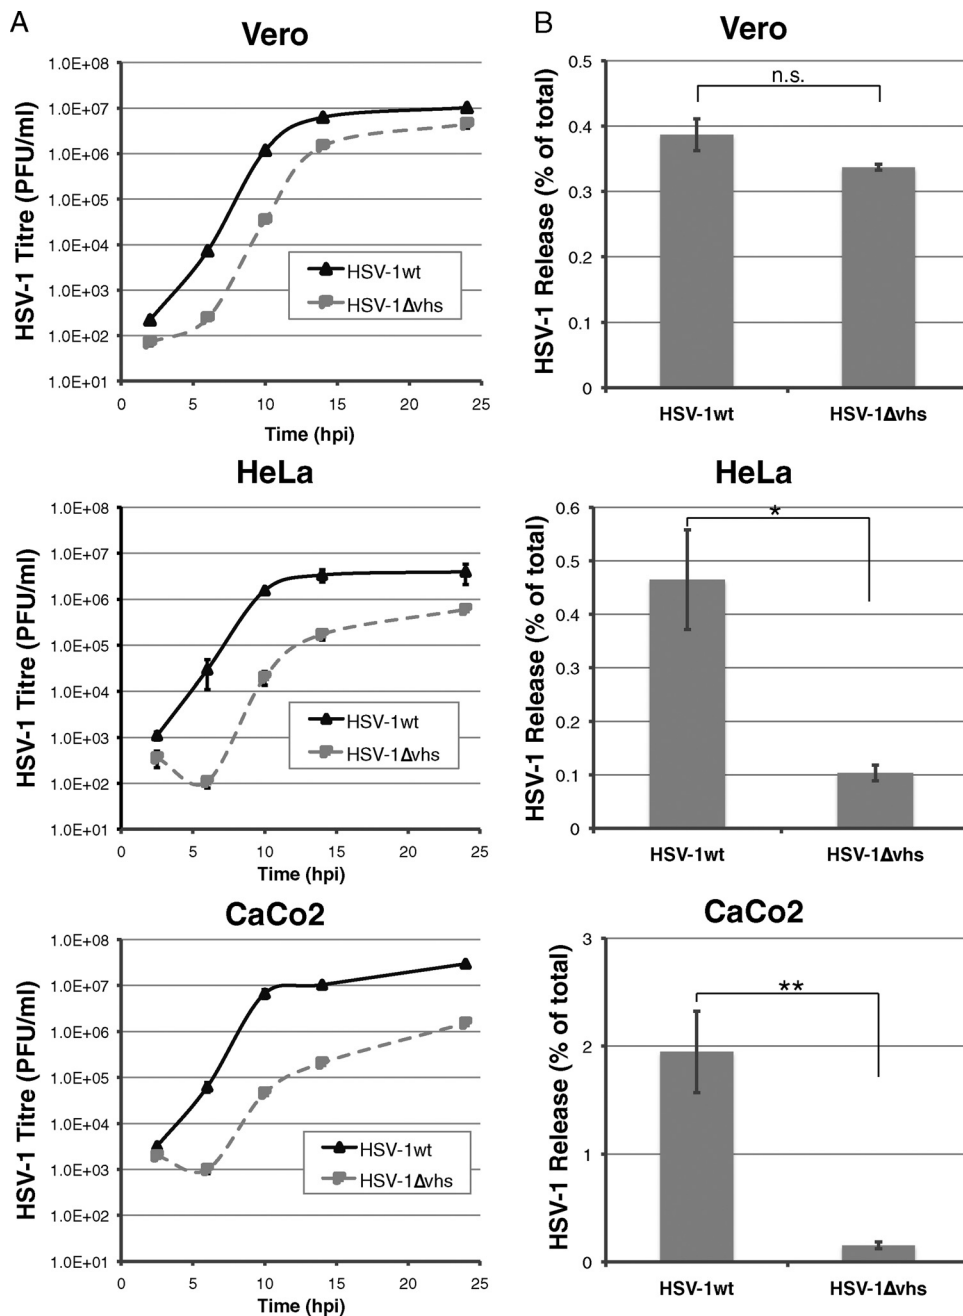 A
Vero
HSV-1 Titre (PFU/ml)
1.0E+08
1.0E+07
1.0E+06
1.0E+05
1.0E+04
1.0E+03
1.0E+02
1.0E+01
HSV-1wt
HSV-1Δvhs
0 5 10 15 20 25
Time (hpi)
B
Vero
HSV-1 Release (% of total)
0.5
0.4
0.3
0.2
0.1
0
n.s.
HSV-1wt HSV-1Δvhs
HeLa
HSV-1 Titre (PFU/ml)
1.0E+08
1.0E+07
1.0E+06
1.0E+05
1.0E+04
1.0E+03
1.0E+02
1.0E+01
HSV-1wt
HSV-1Δvhs
0 5 10 15 20 25
Time (hpi)
HeLa
HSV-1 Release (% of total)
0.6
0.5
0.4
0.3
0.2
0.1
0
*
HSV-1wt HSV-1Δvhs
CaCo2
HSV-1 Titre (PFU/ml)
1.0E+08
1.0E+07
1.0E+06
1.0E+05
1.0E+04
1.0E+03
1.0E+02
1.0E+01
HSV-1wt
HSV-1Δvhs
0 5 10 15 20 25
Time (hpi)
CaCo2
HSV-1 Release (% of total)
3
2
1
0
**
HSV-1wt HSV-1Δvhs